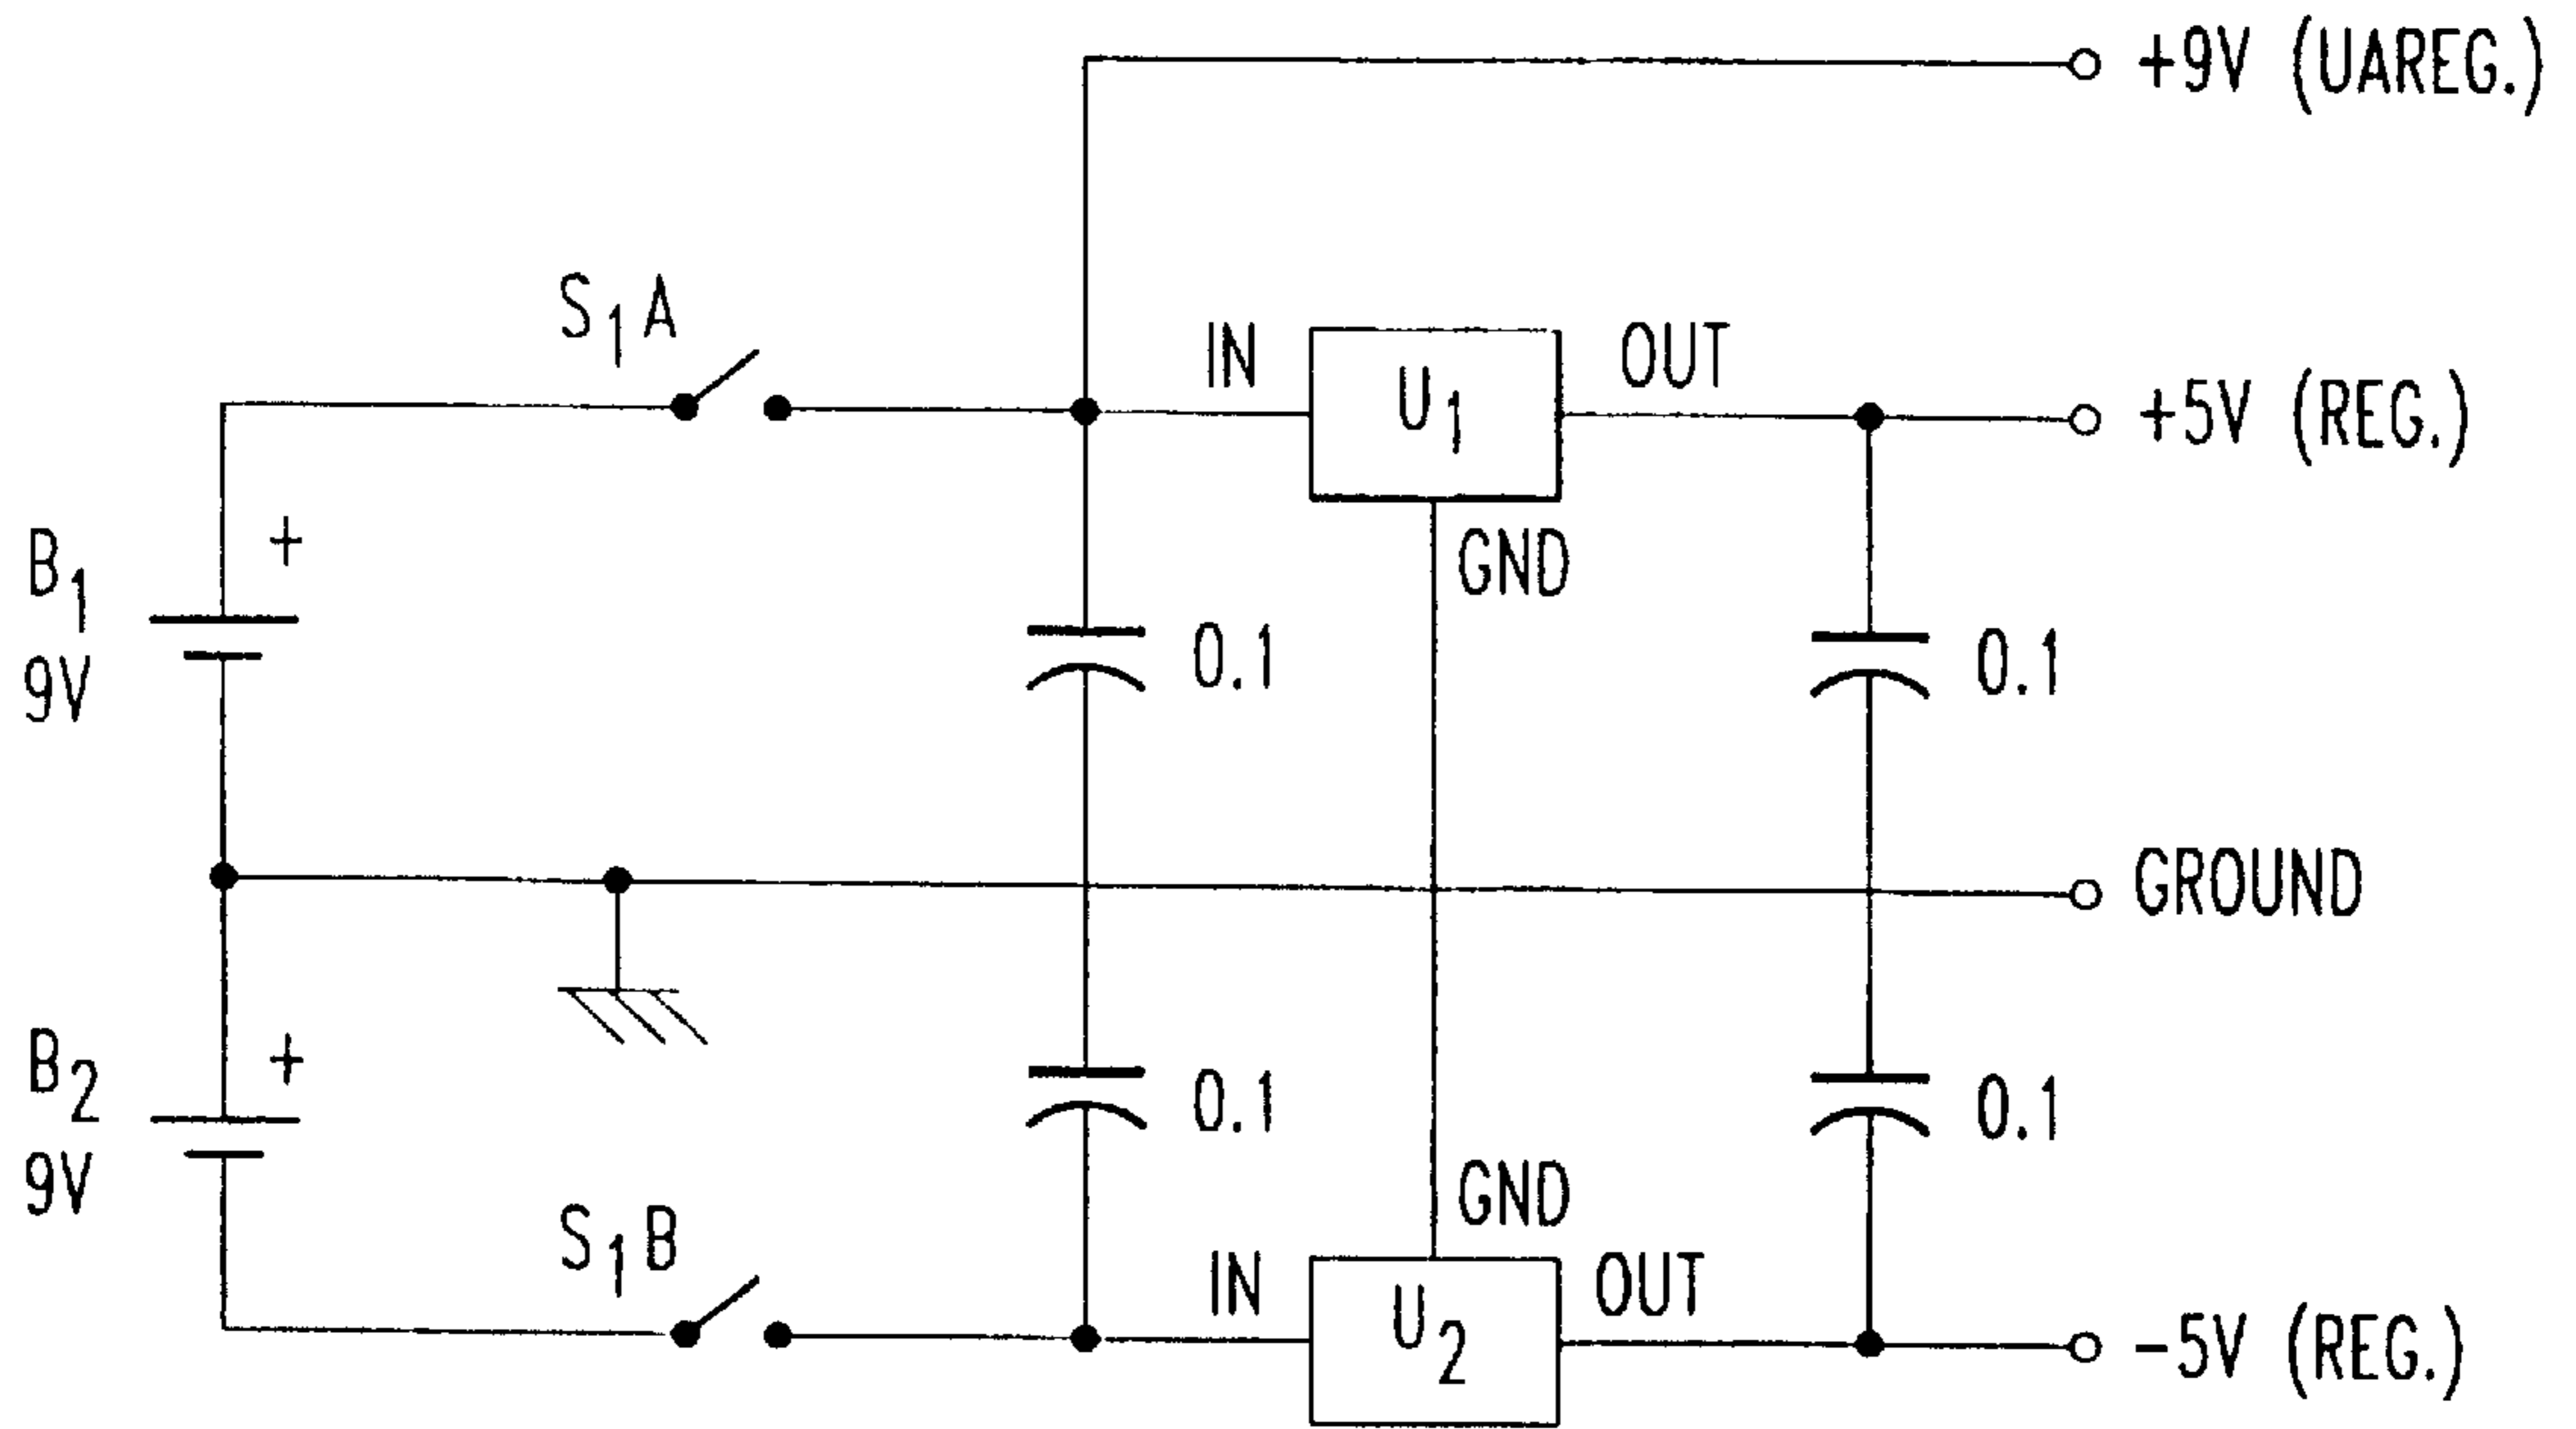 +9V (UAREG.)
S1A
IN
U1
OUT
+5V (REG.)
B1
9V
+
GND
0.1
0.1
GROUND
B2
9V
+
0.1
0.1
GND
S1B
IN
U2
OUT
-5V (REG.)